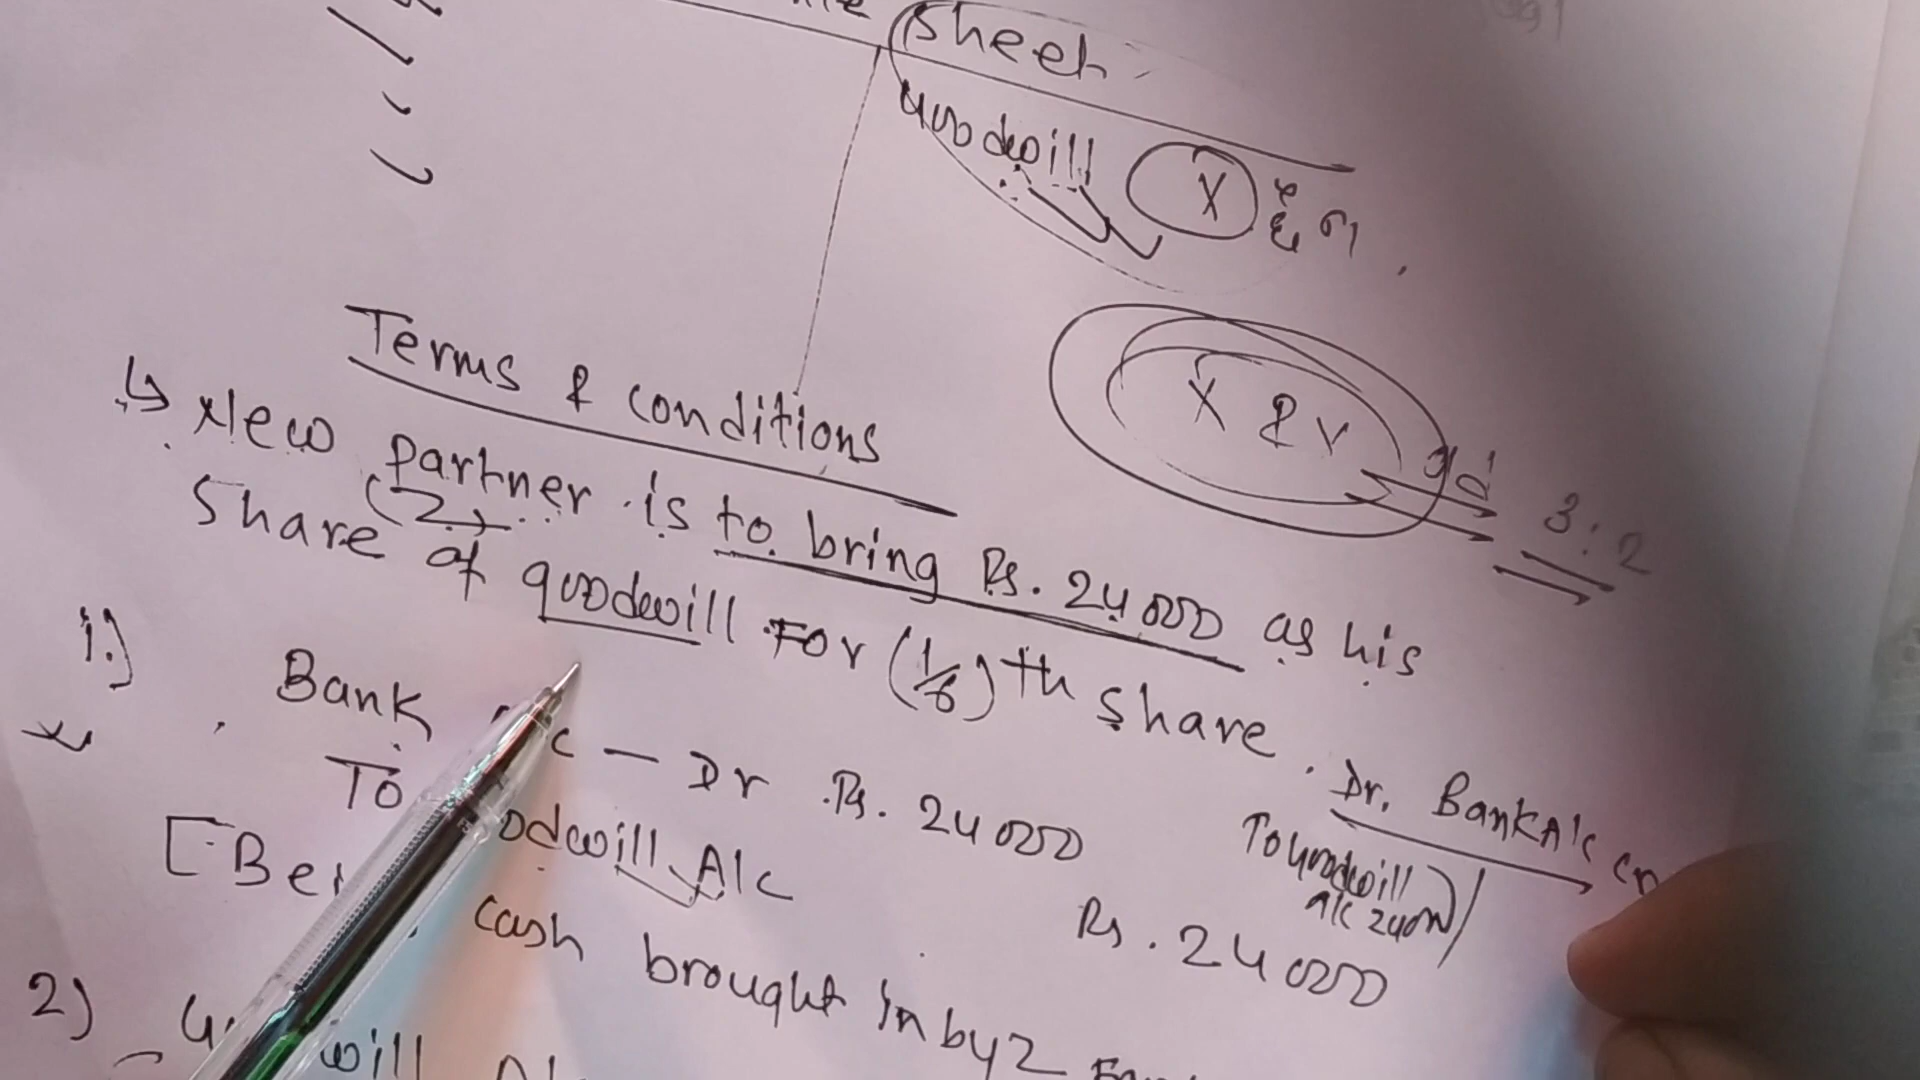 sheet.
Goodwill X
X & Y
gd
3:2
Terms & conditions
↳ New partner is to bring Rs. 24000 as his
(Z)
share of goodwill For (1/6)th share.
1.) Bank A/c — Dr Rs. 24000
To Goodwill A/c Rs. 24000
Dr. Bank A/c
To Goodwill
A/c 24000
cash brought in by Z
2) Goodwill